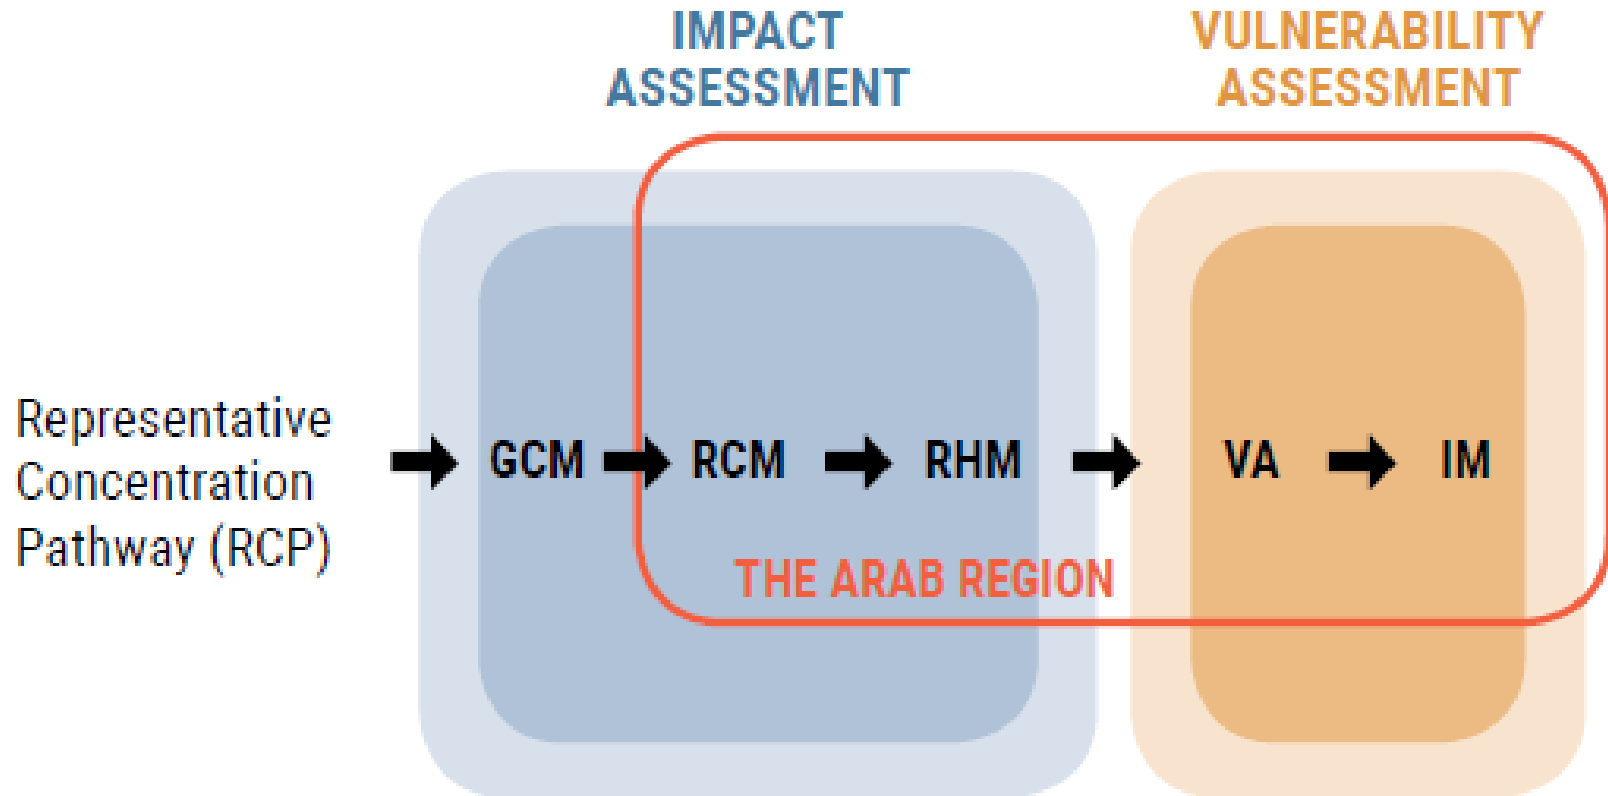 IMPACT
ASSESSMENT
VULNERABILITY
ASSESSMENT
Representative
Concentration
Pathway (RCP)
GCM
RCM
RHM
VA
IM
THE ARAB REGION